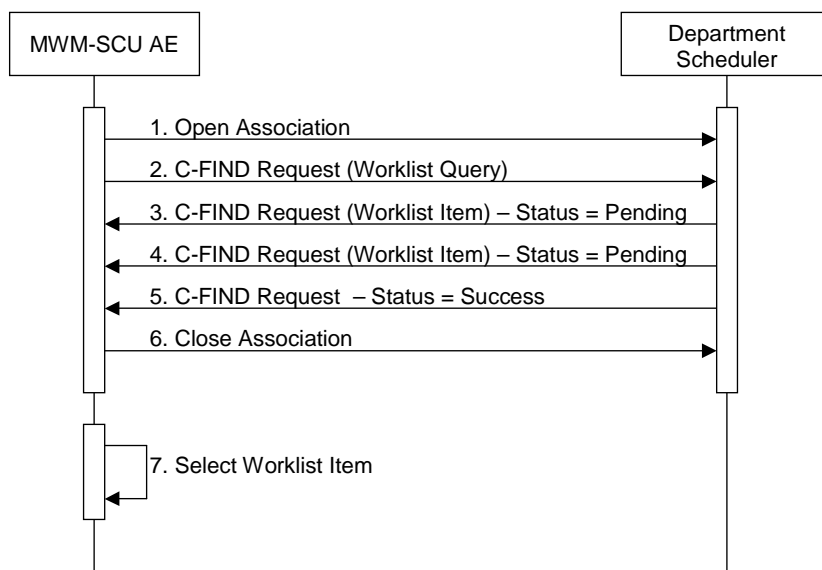 MWM-SCU AE
Department
Scheduler
1. Open Association
2. C-FIND Request (Worklist Query)
3. C-FIND Request (Worklist Item) – Status = Pending
4. C-FIND Request (Worklist Item) – Status = Pending
5. C-FIND Request – Status = Success
6. Close Association
7. Select Worklist Item